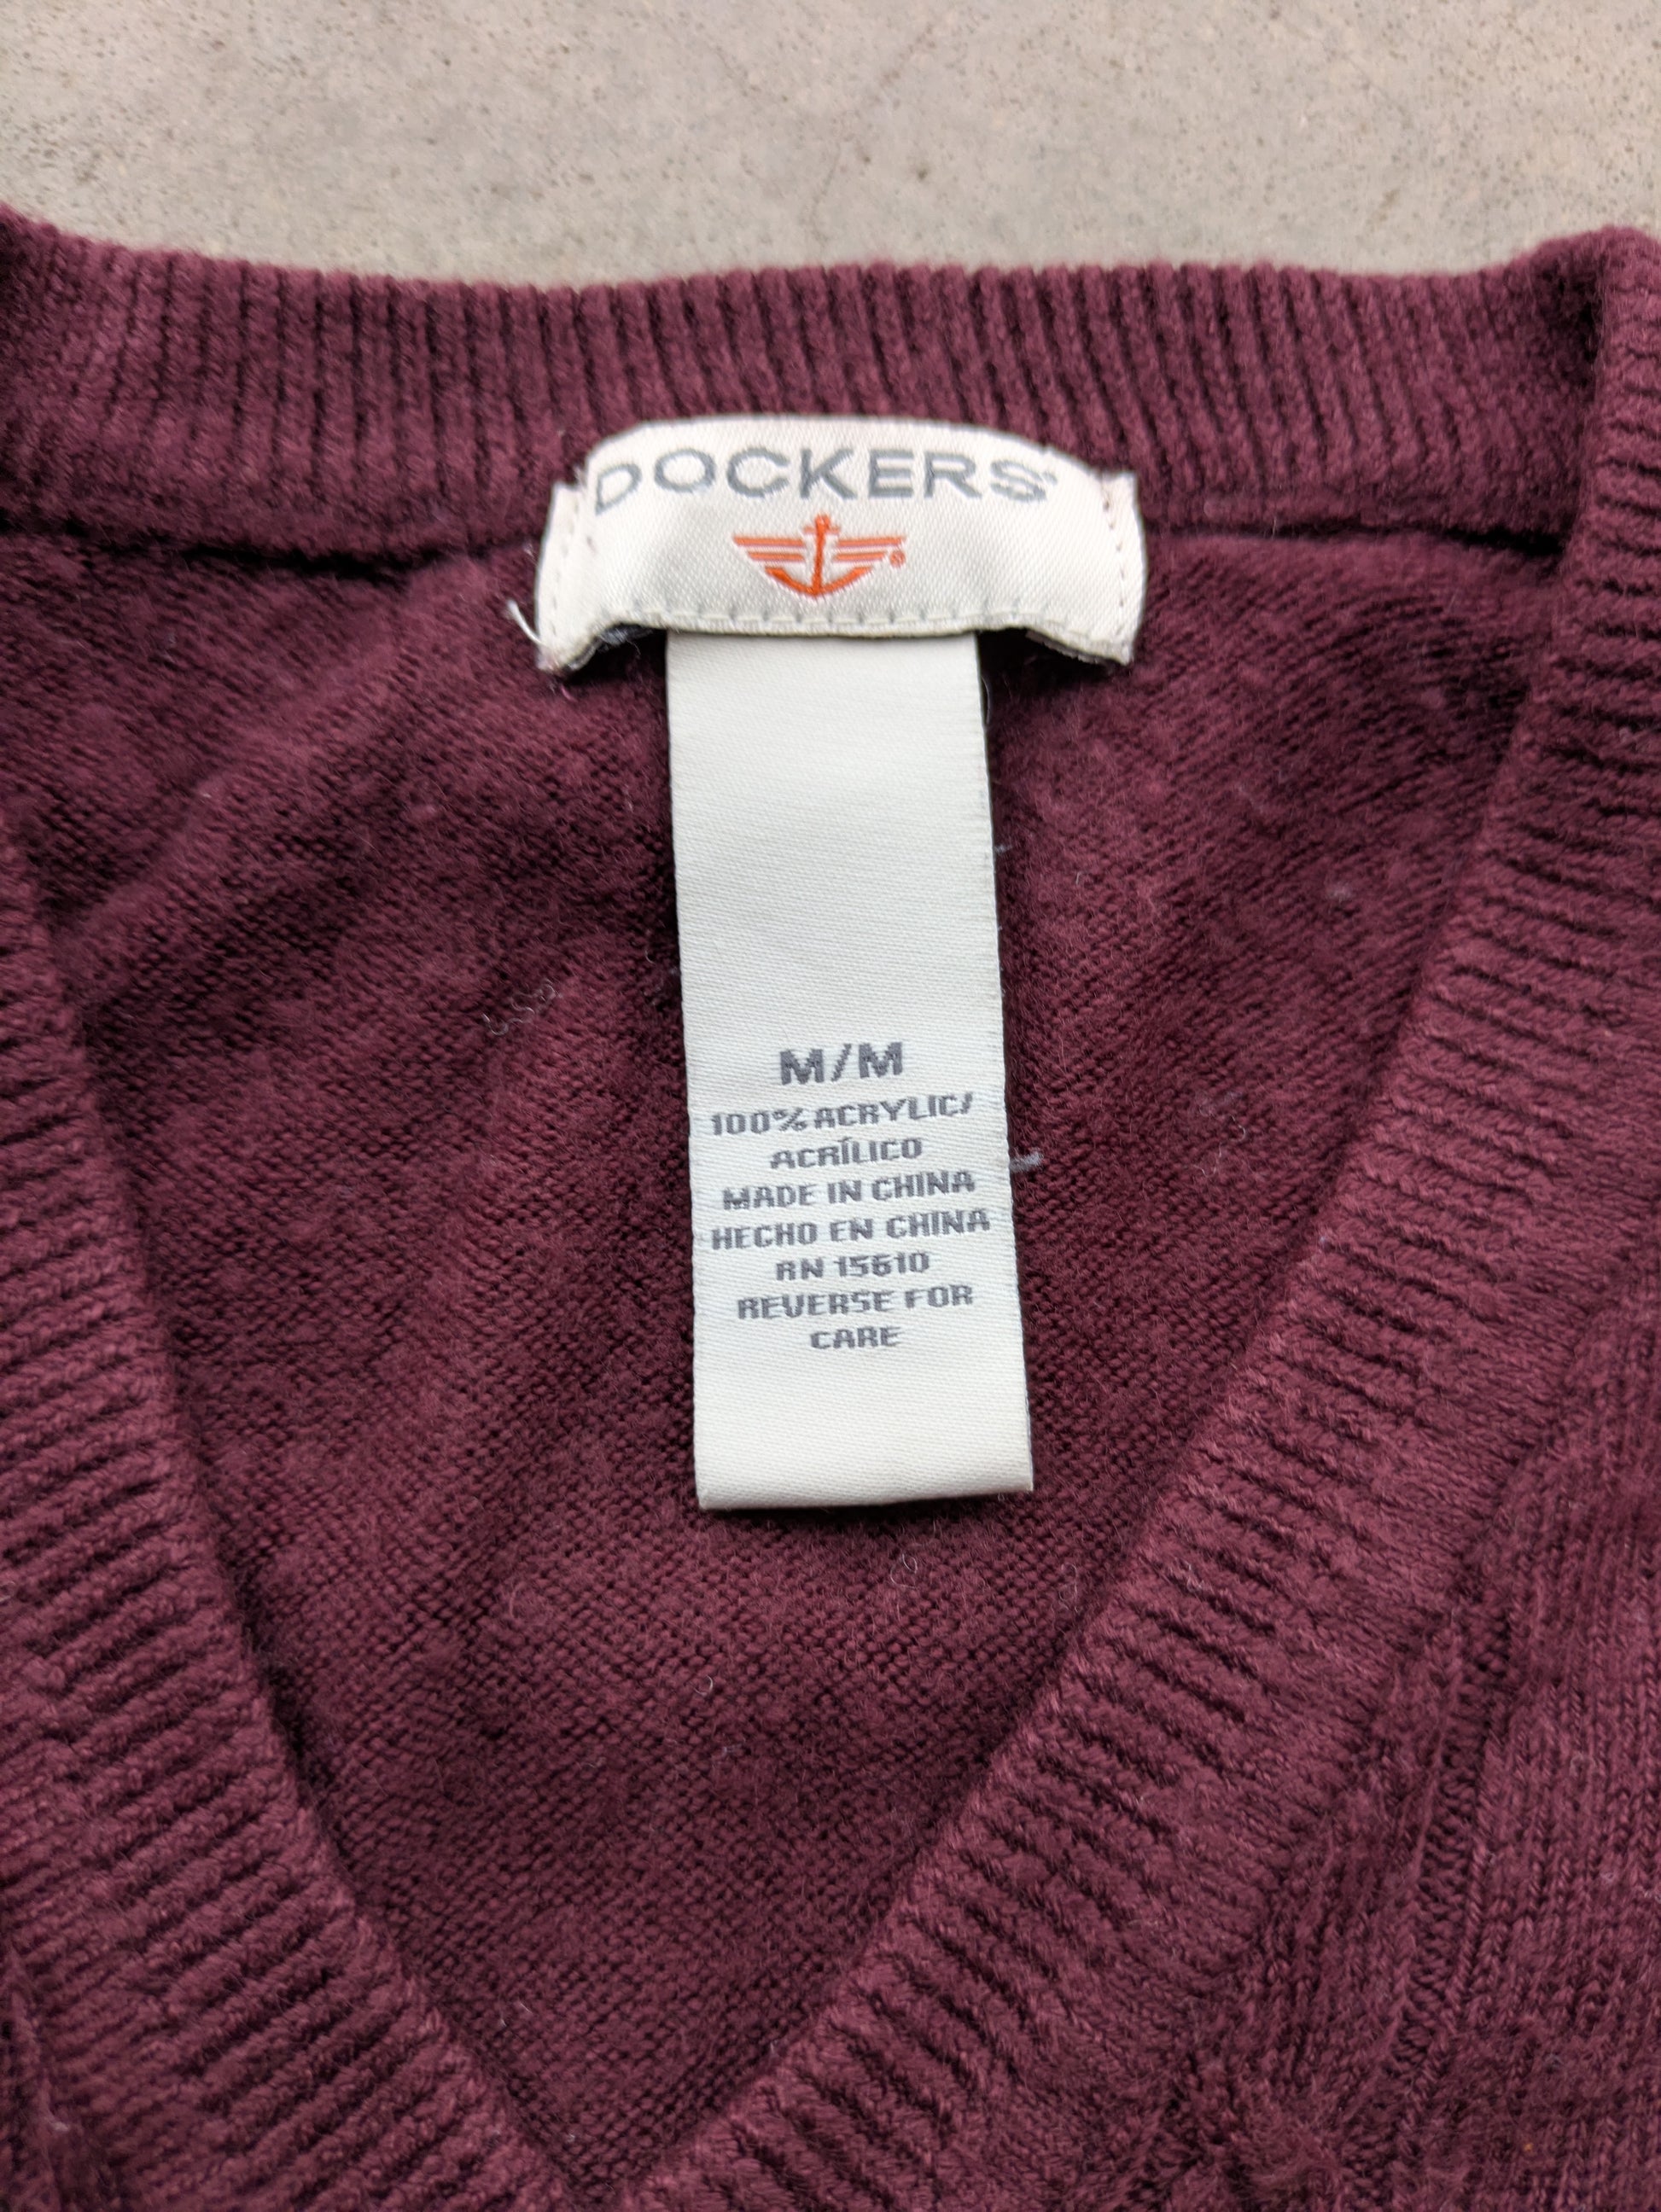 DOCKERS®
®
M/M
100% ACRYLIC/
ACRÍLICO
MADE IN CHINA
HECHO EN CHINA
RN 15610
REVERSE FOR
CARE